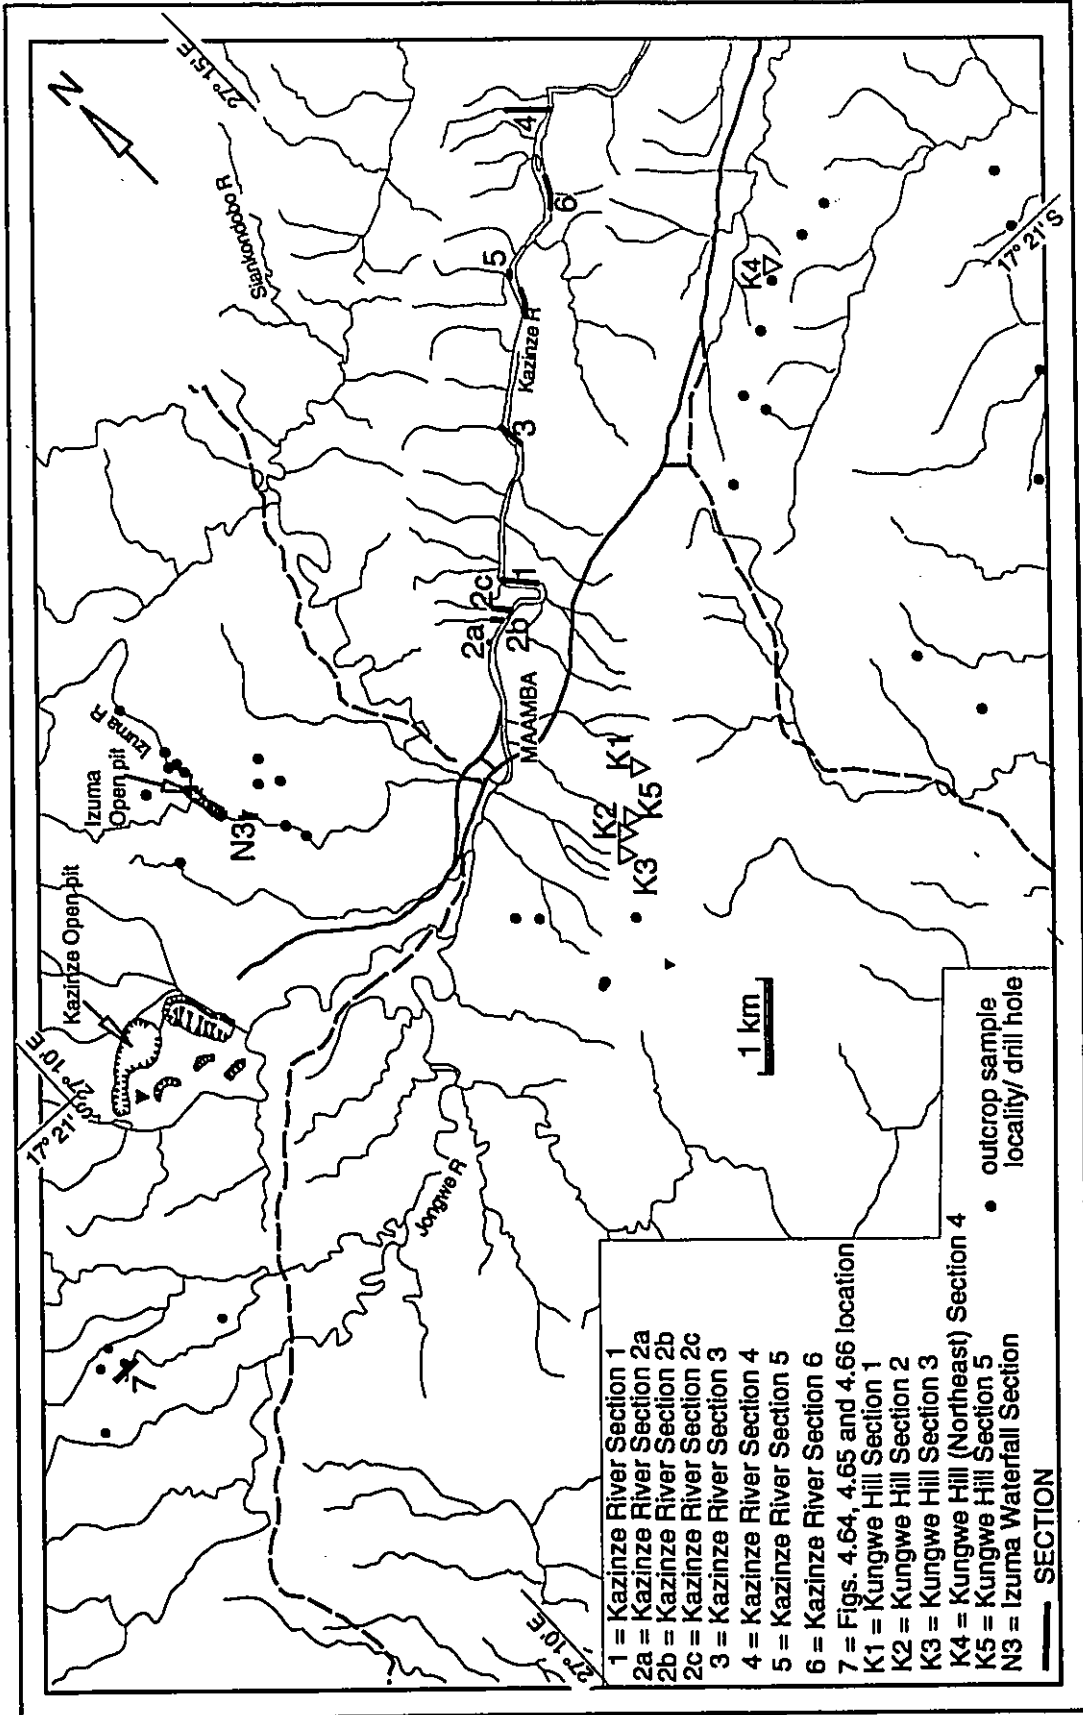 N
27° 15' E
Siankondobo R
4
6
5
Kazinze R
3
1
2c
2a
2b
MAAMBA
K1
K5
K2
K3
K4
17° 21' S
Izuma R
Izuma
Open pit
N3
Kazinze Open-pit
27° 10' E
17° 21'
Jongwe R
7
27° 10' E
1 km
1 = Kazinze River Section 1
2a = Kazinze River Section 2a
2b = Kazinze River Section 2b
2c = Kazinze River Section 2c
3 = Kazinze River Section 3
4 = Kazinze River Section 4
5 = Kazinze River Section 5
6 = Kazinze River Section 6
7 = Figs. 4.64, 4.65 and 4.66 location
K1 = Kungwe Hill Section 1
K2 = Kungwe Hill Section 2
K3 = Kungwe Hill Section 3
K4 = Kungwe Hill (Northeast) Section 4
K5 = Kungwe Hill Section 5
N3 = Izuma Waterfall Section
SECTION
outcrop sample
locality/ drill hole